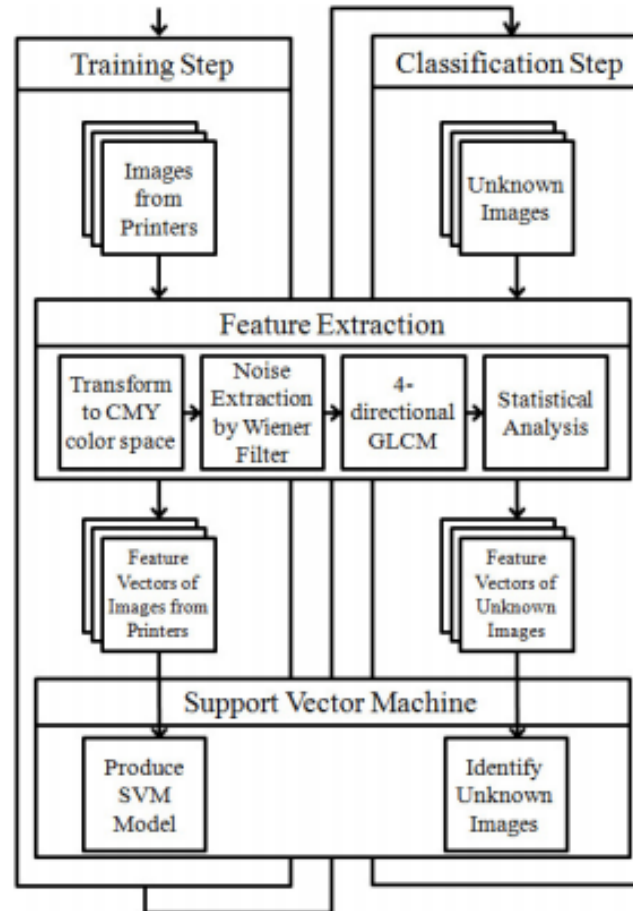 Training Step
Classification Step
Images
from
Printers
Unknown
Images
Feature Extraction
Transform
to CMY
color space
Noise
Extraction
by Wiener
Filter
4-
directional
GLCM
Statistical
Analysis
Feature
Vectors of
Images from
Printers
Feature
Vectors of
Unknown
Images
Support Vector Machine
Produce
SVM
Model
Identify
Unknown
Images